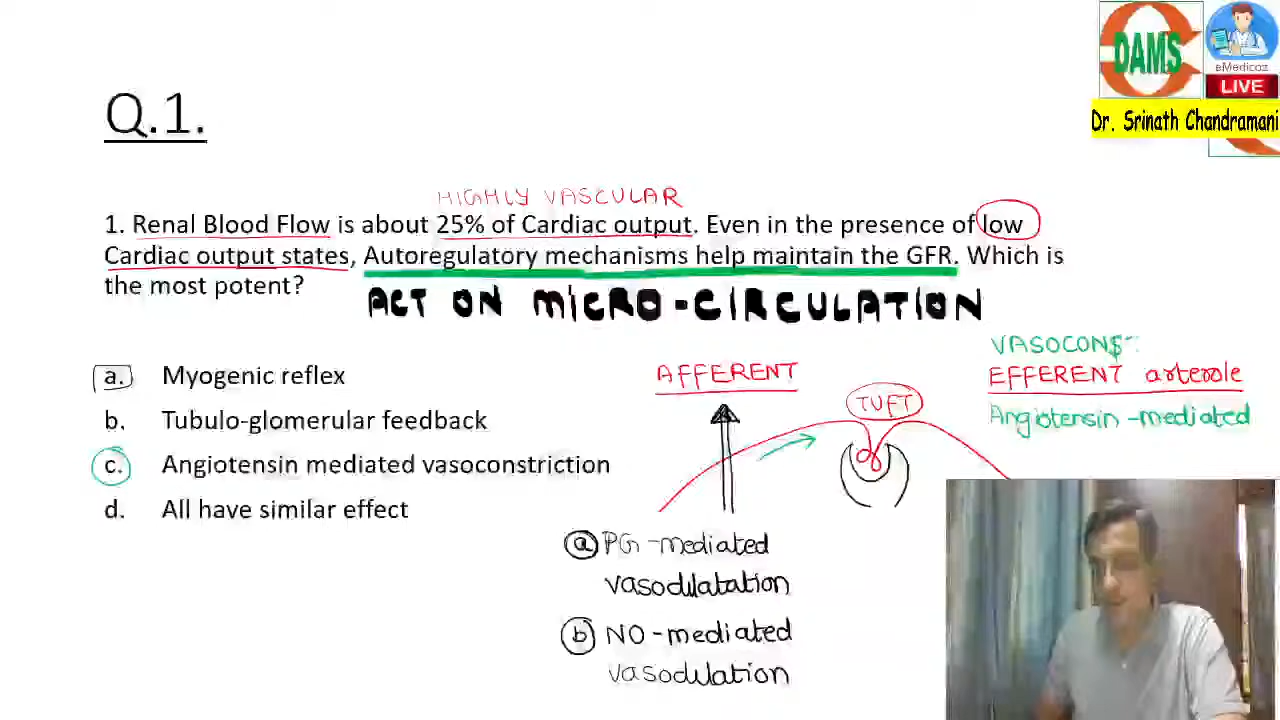 DAMS
eMedicoz
LIVE
Dr. Srinath Chandramani
Q.1.
HIGHLY VASCULAR
1. Renal Blood Flow is about 25% of Cardiac output. Even in the presence of low
Cardiac output states, Autoregulatory mechanisms help maintain the GFR. Which is
the most potent?
ACT ON MICRO-CIRCULATION
a. Myogenic reflex
b. Tubulo-glomerular feedback
c. Angiotensin mediated vasoconstriction
d. All have similar effect
AFFERENT
TUFT
VASOCONS
EFFERENT arterole
Angiotensin-mediated
a PG-mediated
vasodilatation
b NO-mediated
vasodilation